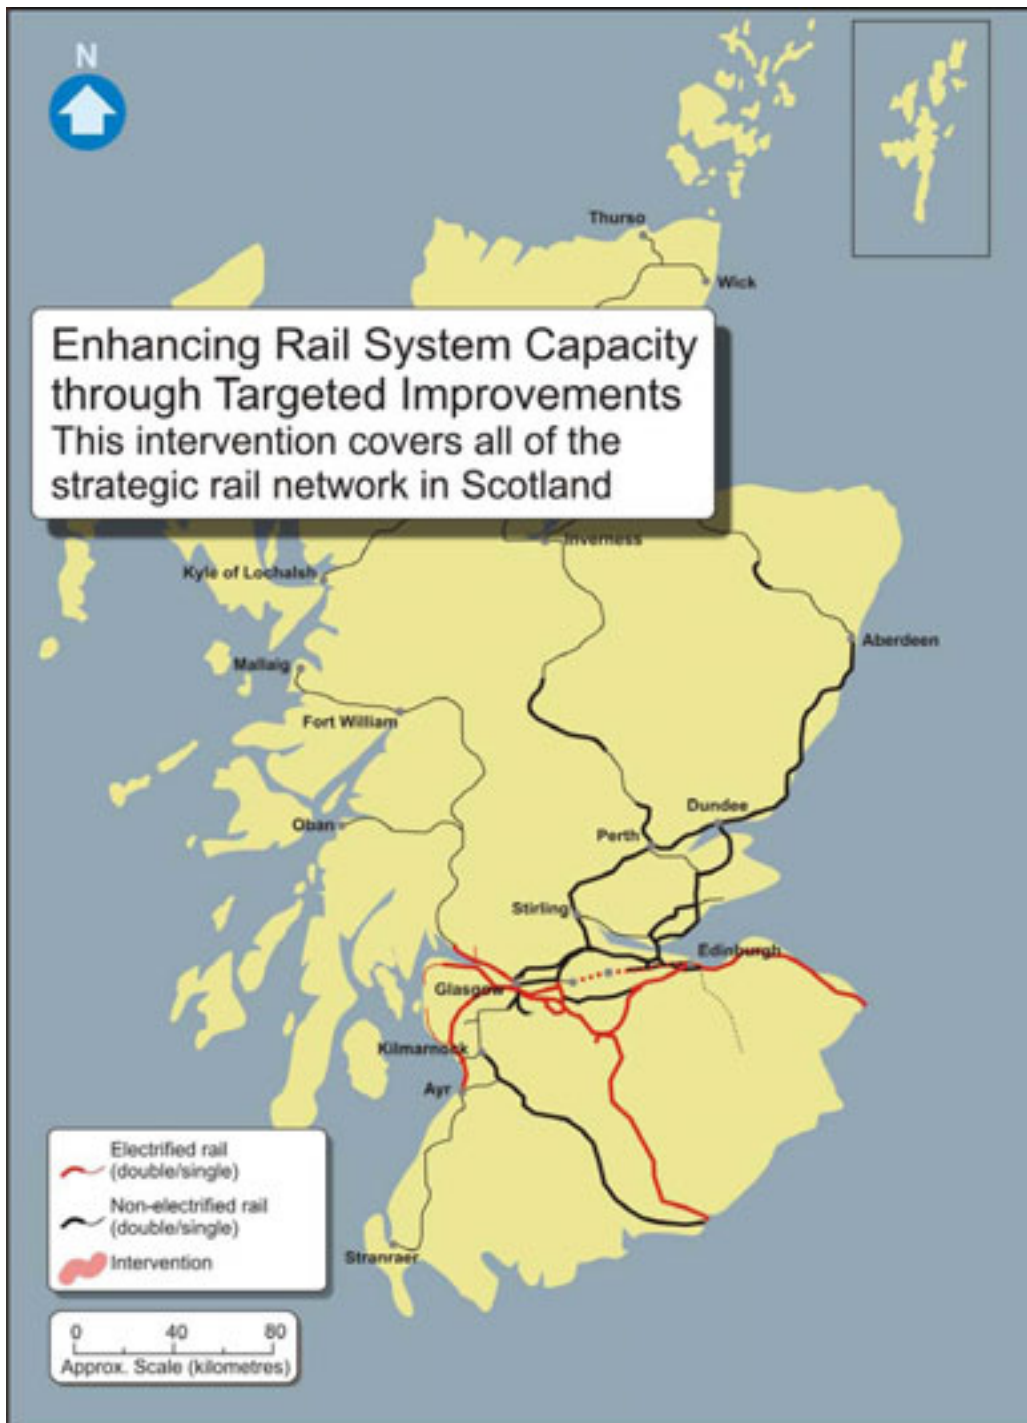 N
Thurso
Wick
Enhancing Rail System Capacity
through Targeted Improvements
This intervention covers all of the
strategic rail network in Scotland
Inverness
Kyle of Lochalsh
Aberdeen
Mallaig
Fort William
Dundee
Oban
Perth
Stirling
Edinburgh
Glasgow
Kilmarnock
Ayr
Electrified rail
(double/single)
Non-electrified rail
(double/single)
Intervention
Stranraer
0 40 80
Approx. Scale (kilometres)